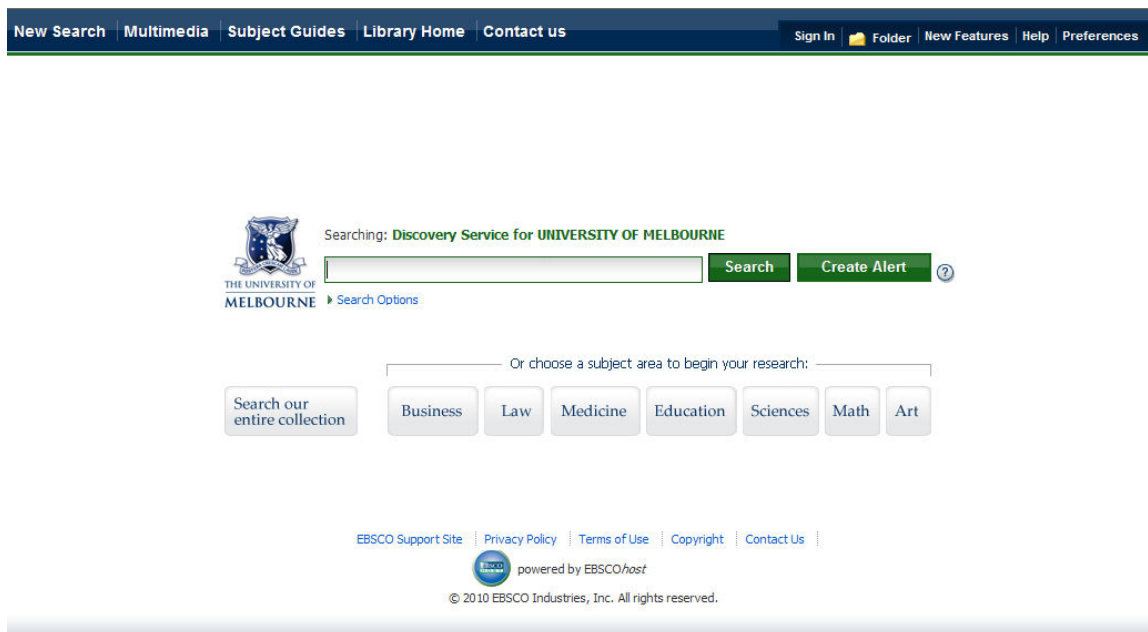 New Search Multimedia Subject Guides Library Home Contact us
Sign In Folder New Features Help Preferences
Searching: Discovery Service for UNIVERSITY OF MELBOURNE
Search Create Alert ?
THE UNIVERSITY OF
MELBOURNE
Search Options
Or choose a subject area to begin your research:
Search our
entire collection
Business Law Medicine Education Sciences Math Art
EBSCO Support Site Privacy Policy Terms of Use Copyright Contact Us
EBSCO powered by EBSCOhost
© 2010 EBSCO Industries, Inc. All rights reserved.